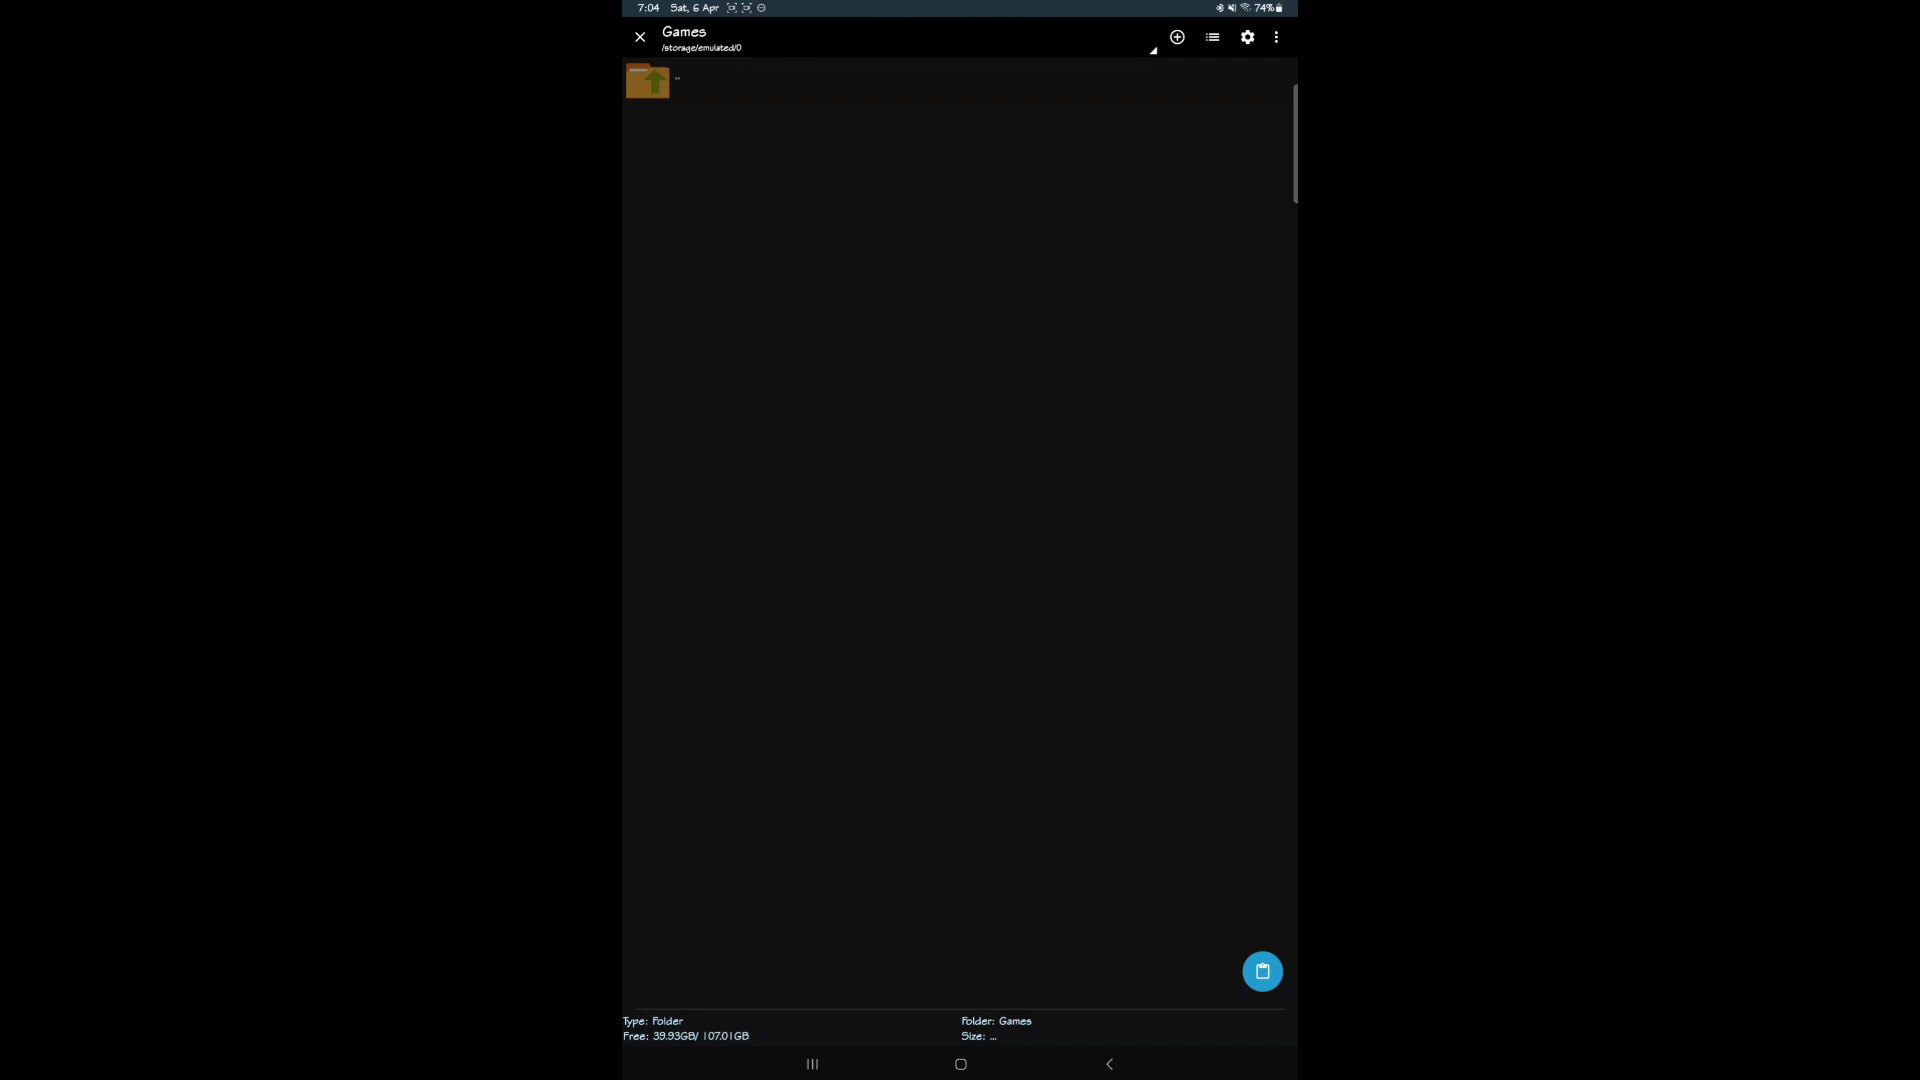 7:04 Sat, 6 Apr 74%
Games
/storage/emulated/0
..
Type: Folder
Folder: Games
Free: 39.93GB/ 107.01GB
Size: ...